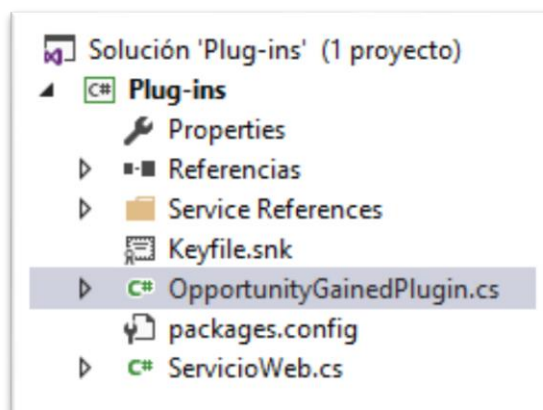 Solución 'Plug-ins' (1 proyecto)
C# Plug-ins
Properties
Referencias
Service References
Keyfile.snk
C# OpportunityGainedPlugin.cs
packages.config
C# ServicioWeb.cs